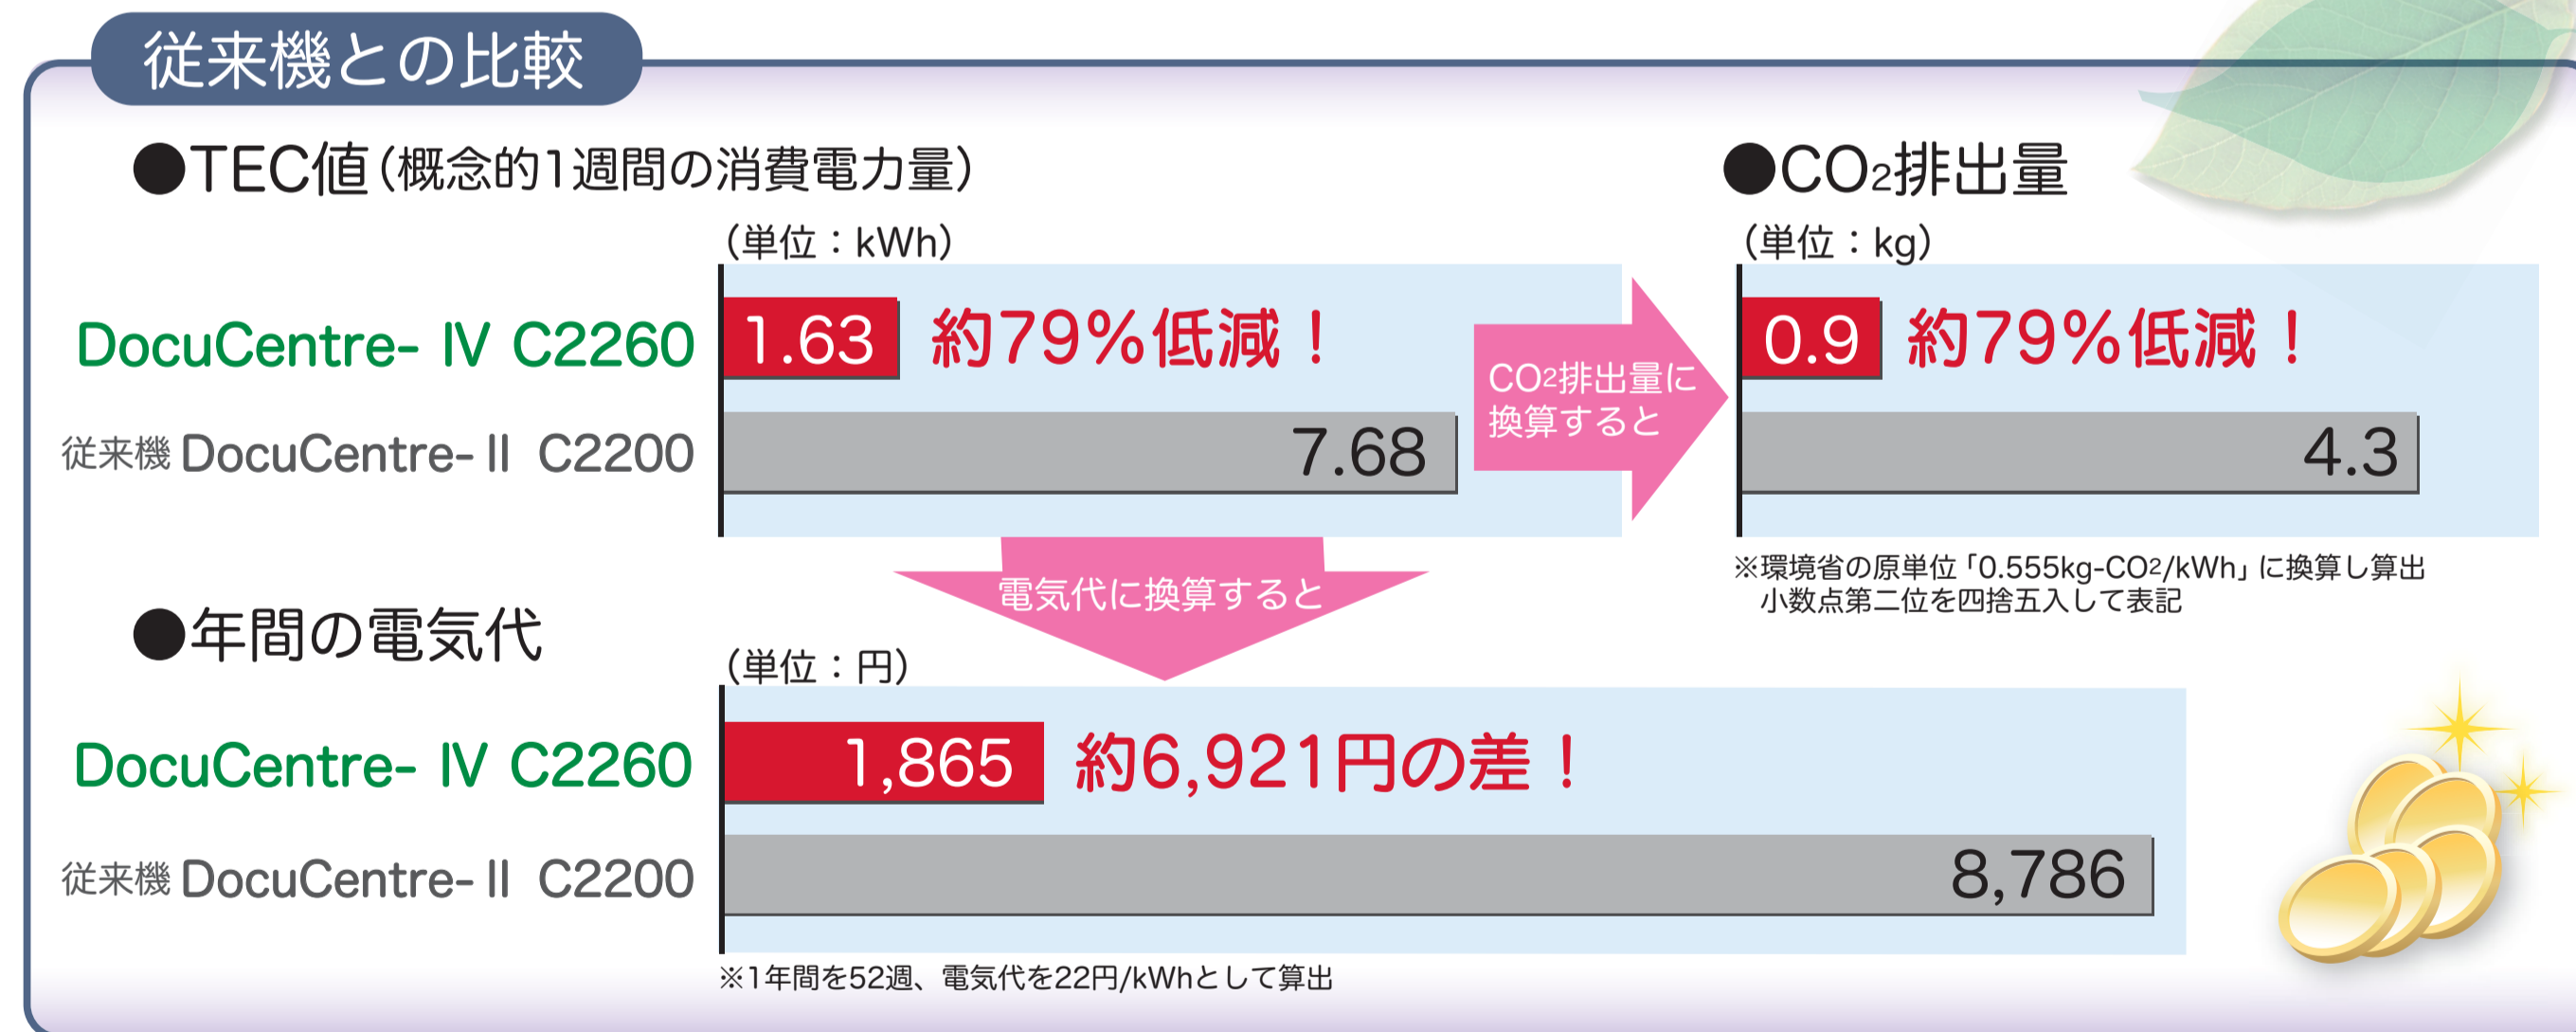 従来機との比較
●TEC値(概念的1週間の消費電力量)
(単位：kWh)
DocuCentre- Ⅳ C2260
1.63
約79%低減！
従来機 DocuCentre-Ⅱ C2200
7.68
CO2排出量に
換算すると
●CO2排出量
(単位：kg)
0.9
約79%低減！
4.3
※環境省の原単位「0.555kg-CO2/kWh」に換算し算出
小数点第二位を四捨五入して表記
電気代に換算すると
●年間の電気代
(単位：円)
DocuCentre- Ⅳ C2260
1,865
約6,921円の差！
従来機 DocuCentre-Ⅱ C2200
8,786
※1年間を52週、電気代を22円/kWhとして算出